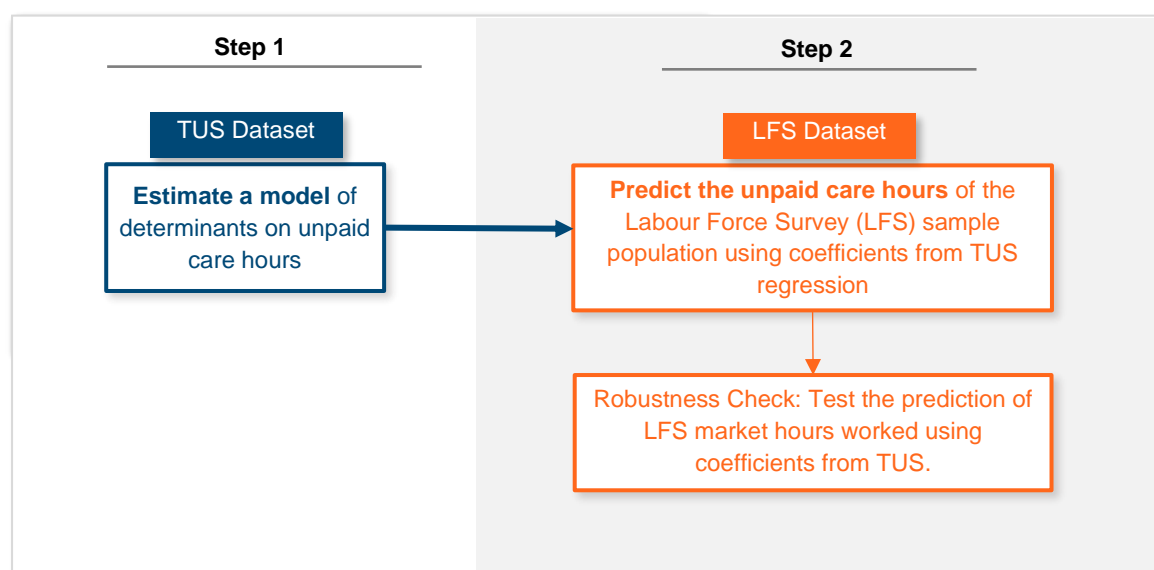 Step 1
TUS Dataset
Estimate a model of
determinants on unpaid
care hours
Step 2
LFS Dataset
Predict the unpaid care hours of the
Labour Force Survey (LFS) sample
population using coefficients from TUS
regression
Robustness Check: Test the prediction of
LFS market hours worked using
coefficients from TUS.